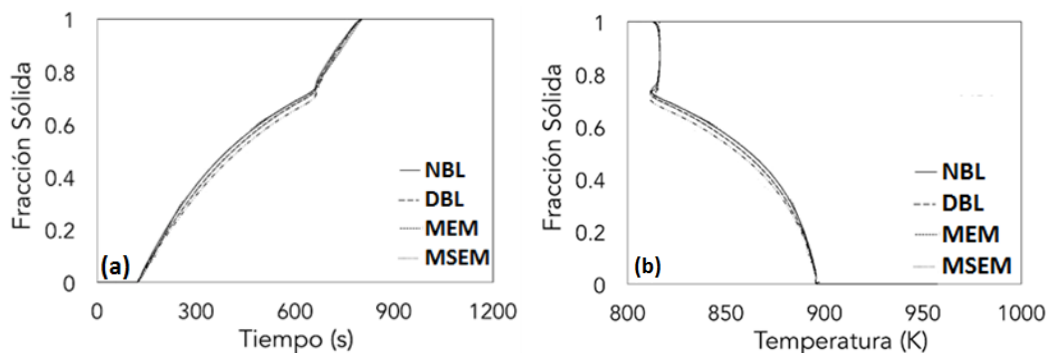 1
0.8
0.6
0.4
0.2
0
Fracción Sólida
(a)
NBL
DBL
MEM
MSEM
0 300 600 900 1200
Tiempo (s)
1
0.8
0.6
0.4
0.2
0
Fracción Sólida
(b)
NBL
DBL
MEM
MSEM
800 850 900 950 1000
Temperatura (K)